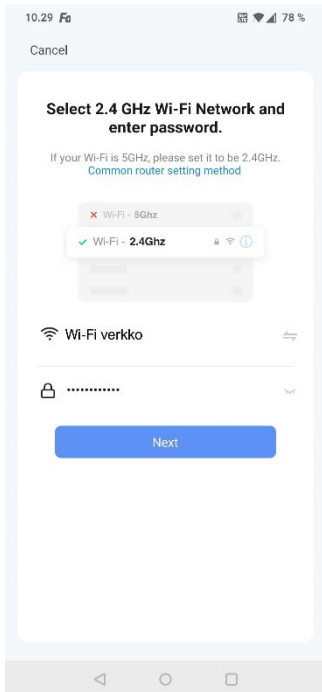 10.29 Fa 78 %
Cancel
Select 2.4 GHz Wi-Fi Network and
enter password.
If your Wi-Fi is 5GHz, please set it to be 2.4GHz.
Common router setting method
Wi-Fi - 5Ghz
Wi-Fi - 2.4Ghz
Wi-Fi verkko
••••••••••••
Next